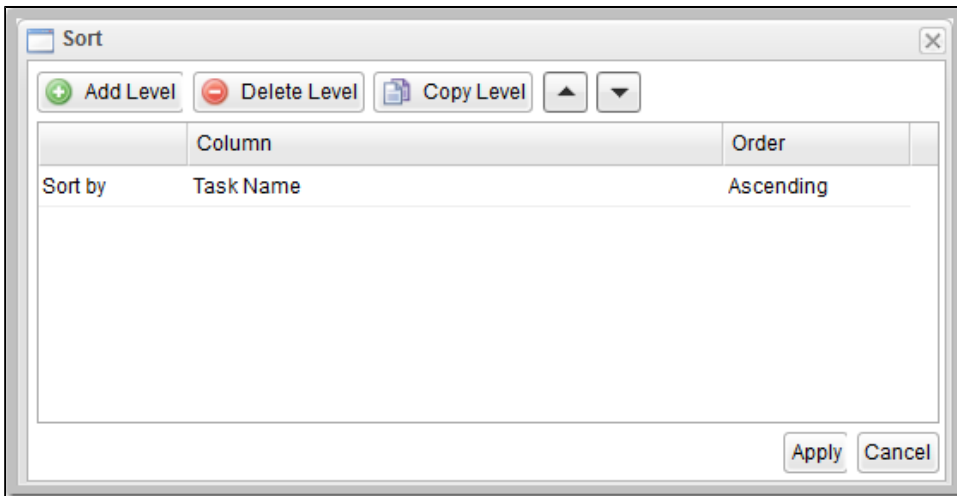 Sort
Add Level Delete Level Copy Level
Column Order
Sort by Task Name Ascending
Apply Cancel